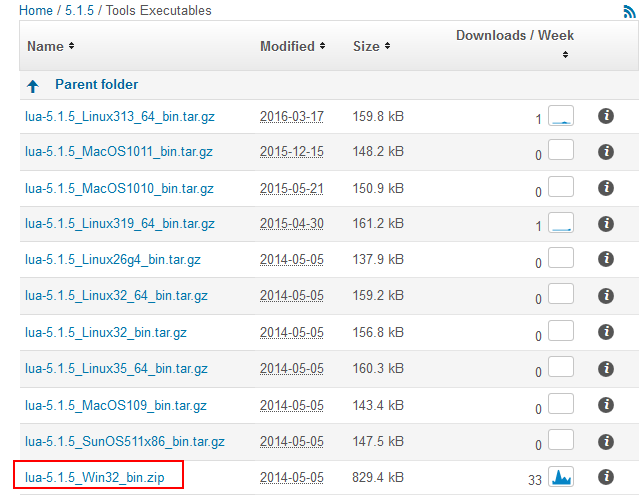 Home / 5.1.5 / Tools Executables
Name Modified Size Downloads / Week
Parent folder
lua-5.1.5_Linux313_64_bin.tar.gz 2016-03-17 159.8 kB 1
lua-5.1.5_MacOS1011_bin.tar.gz 2015-12-15 148.2 kB 0
lua-5.1.5_MacOS1010_bin.tar.gz 2015-05-21 150.9 kB 0
lua-5.1.5_Linux319_64_bin.tar.gz 2015-04-30 161.2 kB 1
lua-5.1.5_Linux26g4_bin.tar.gz 2014-05-05 137.9 kB 0
lua-5.1.5_Linux32_64_bin.tar.gz 2014-05-05 159.2 kB 0
lua-5.1.5_Linux32_bin.tar.gz 2014-05-05 156.8 kB 0
lua-5.1.5_Linux35_64_bin.tar.gz 2014-05-05 160.3 kB 0
lua-5.1.5_MacOS109_bin.tar.gz 2014-05-05 143.4 kB 0
lua-5.1.5_SunOS511x86_bin.tar.gz 2014-05-05 147.5 kB 0
lua-5.1.5_Win32_bin.zip 2014-05-05 829.4 kB 33